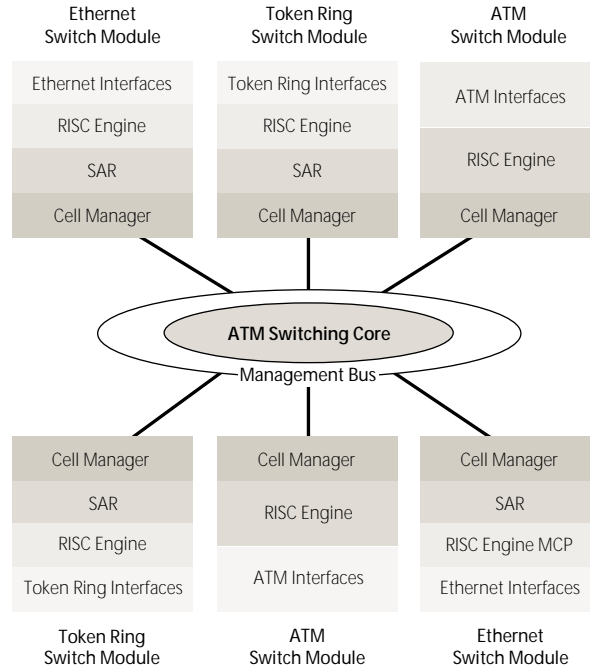 Ethernet
Switch Module
Token Ring
Switch Module
ATM
Switch Module
Ethernet Interfaces
RISC Engine
SAR
Cell Manager
Token Ring Interfaces
RISC Engine
SAR
Cell Manager
ATM Interfaces
RISC Engine
Cell Manager
ATM Switching Core
Management Bus
Cell Manager
SAR
RISC Engine
Token Ring Interfaces
Token Ring
Switch Module
Cell Manager
RISC Engine
ATM Interfaces
ATM
Switch Module
Cell Manager
SAR
RISC Engine MCP
Ethernet Interfaces
Ethernet
Switch Module